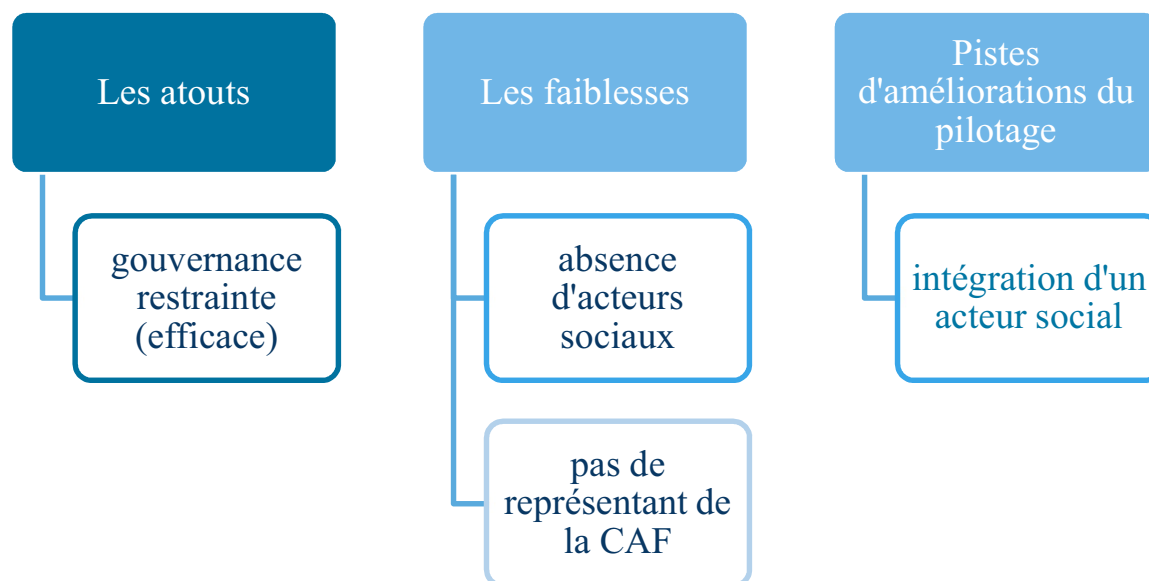 Les atouts
gouvernance
restrainte
(efficace)
Les faiblesses
absence
d'acteurs
sociaux
pas de
représentant de
la CAF
Pistes
d'améliorations du
pilotage
intégration d'un
acteur social